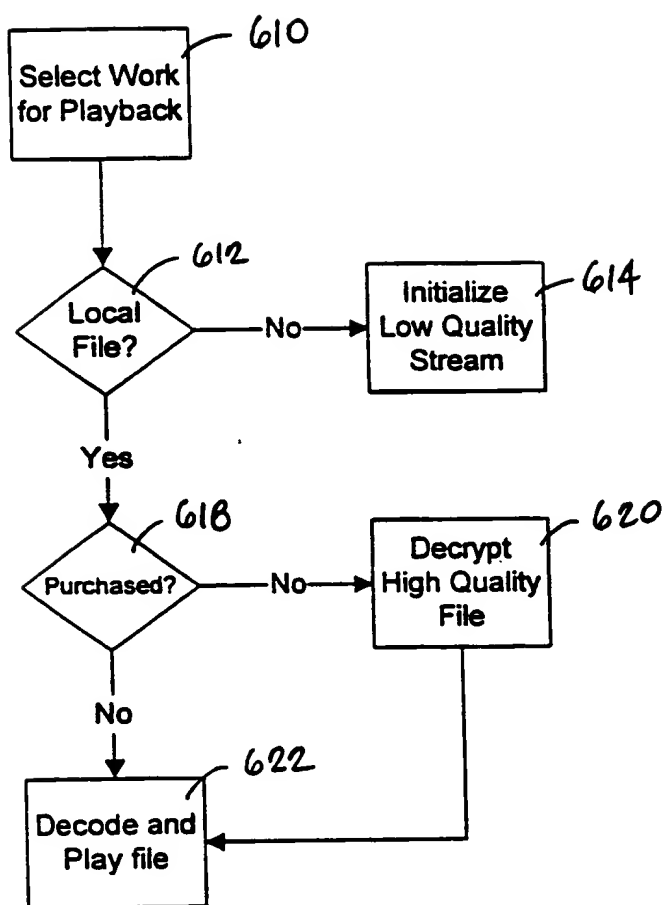 610
Select Work
for Playback
612
Local
File?
No
Initialize
Low Quality
Stream
614
Yes
618
Purchased?
No
Decrypt
High Quality
File
620
No
622
Decode and
Play file